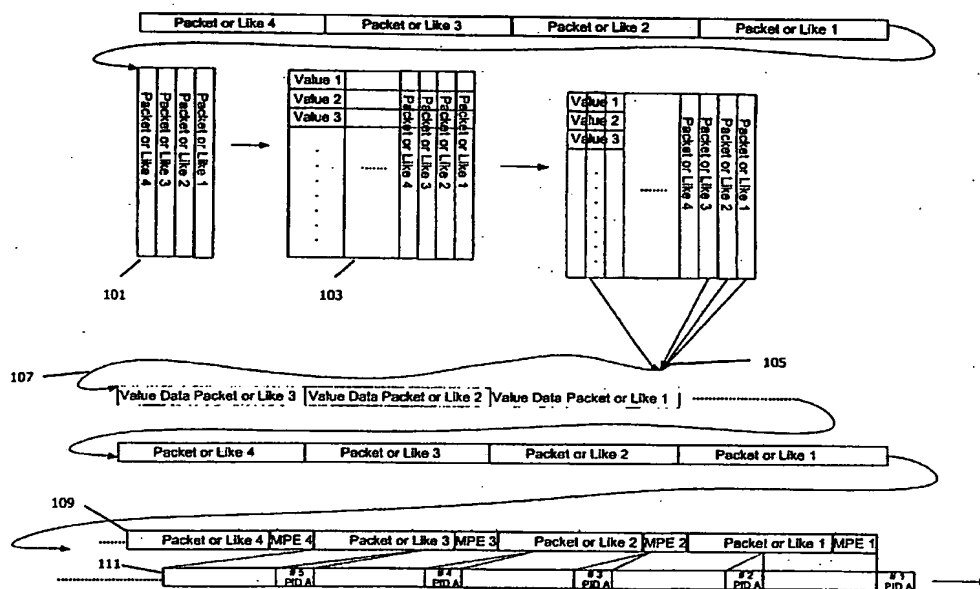 Packet or Like 4 Packet or Like 3 Packet or Like 2 Packet or Like 1
Packet or Like 4
Packet or Like 3
Packet or Like 2
Packet or Like 1
Value 1
Value 2
Value 3
Packet or Like 4
Packet or Like 3
Packet or Like 2
Packet or Like 1
Value 1
Value 2
Value 3
Packet or Like 4
Packet or Like 3
Packet or Like 2
Packet or Like 1
101
103
105
107
Value Data Packet or Like 3 Value Data Packet or Like 2 Value Data Packet or Like 1
Packet or Like 4 Packet or Like 3 Packet or Like 2 Packet or Like 1
109
Packet or Like 4 MPE 4 Packet or Like 3 MPE 3 Packet or Like 2 MPE 2 Packet or Like 1 MPE 1
111
#5 PID A
#4 PID A
#3 PID A
#2 PID A
#1 PID A